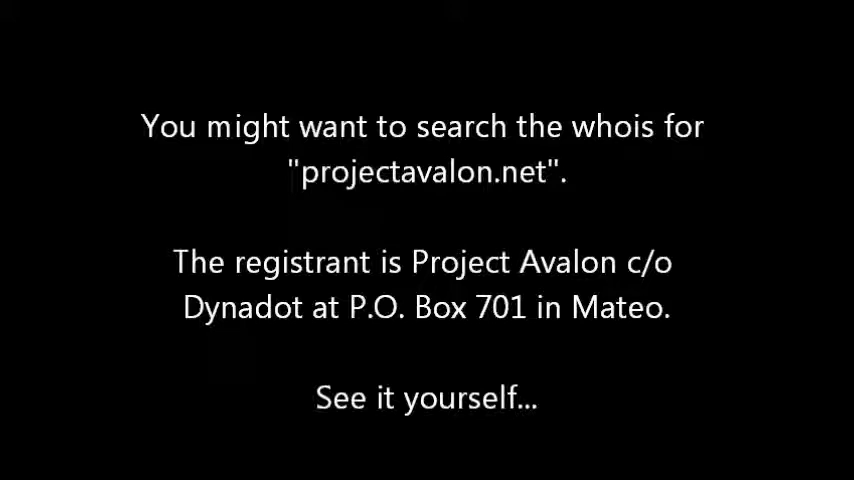 You might want to search the whois for
"projectavalon.net".
The registrant is Project Avalon c/o
Dynadot at P.O. Box 701 in Mateo.
See it yourself...